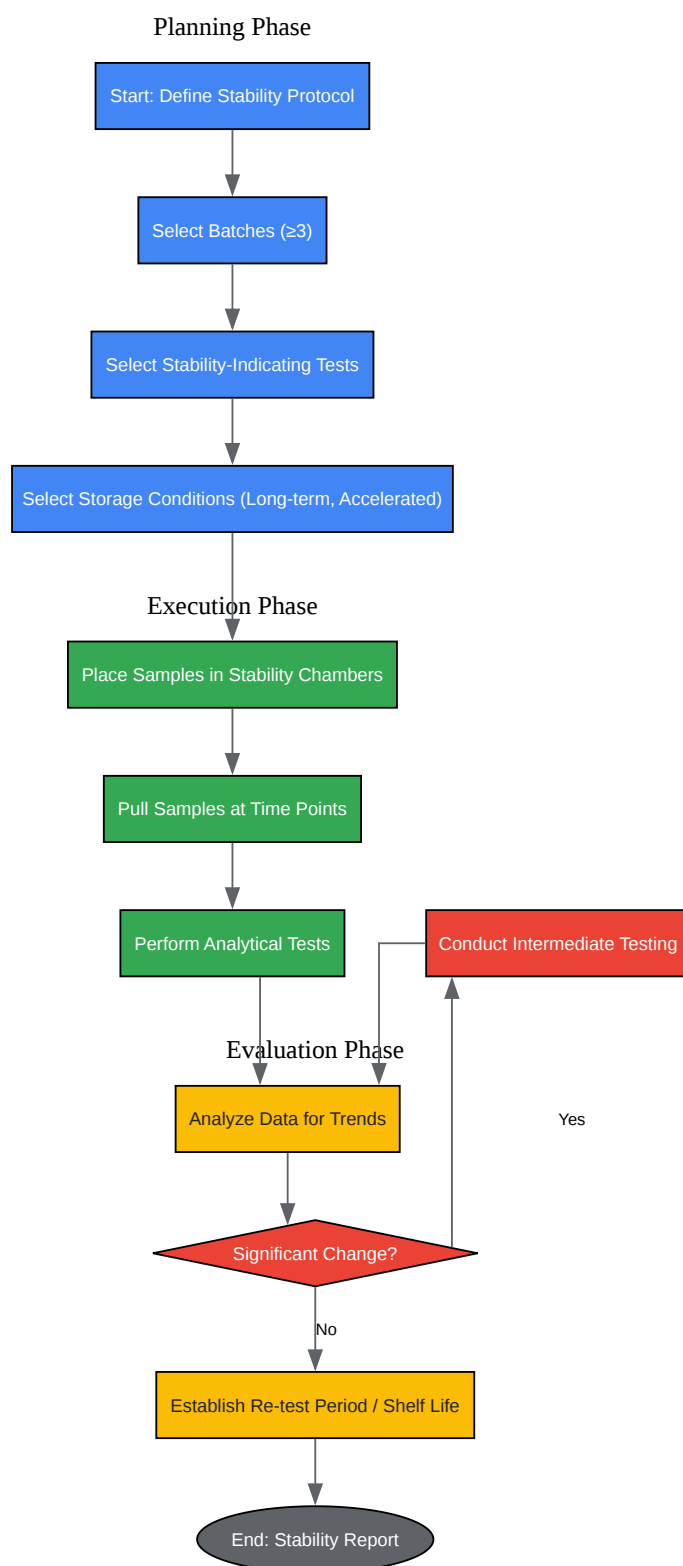 Planning Phase
Start: Define Stability Protocol
Select Batches (≥3)
Select Stability-Indicating Tests
Select Storage Conditions (Long-term, Accelerated)
Execution Phase
Place Samples in Stability Chambers
Pull Samples at Time Points
Perform Analytical Tests
Conduct Intermediate Testing
Evaluation Phase
Analyze Data for Trends
Yes
Significant Change?
No
Establish Re-test Period / Shelf Life
End: Stability Report